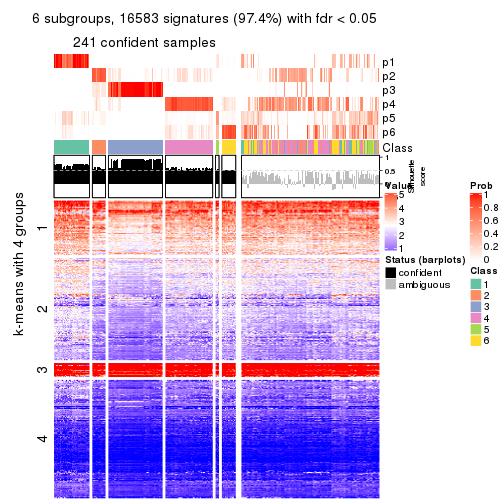 6 subgroups, 16583 signatures (97.4%) with fdr < 0.05
241 confident samples
p1
p2
p3
p4
p5
p6
Class
1
0.5
0
Silhouette
score
k-means with 4 groups
1
2
3
4
Value
5
4
3
2
1
Status (barplots)
confident
ambiguous
Prob
1
0.8
0.6
0.4
0.2
0
Class
1
2
3
4
5
6